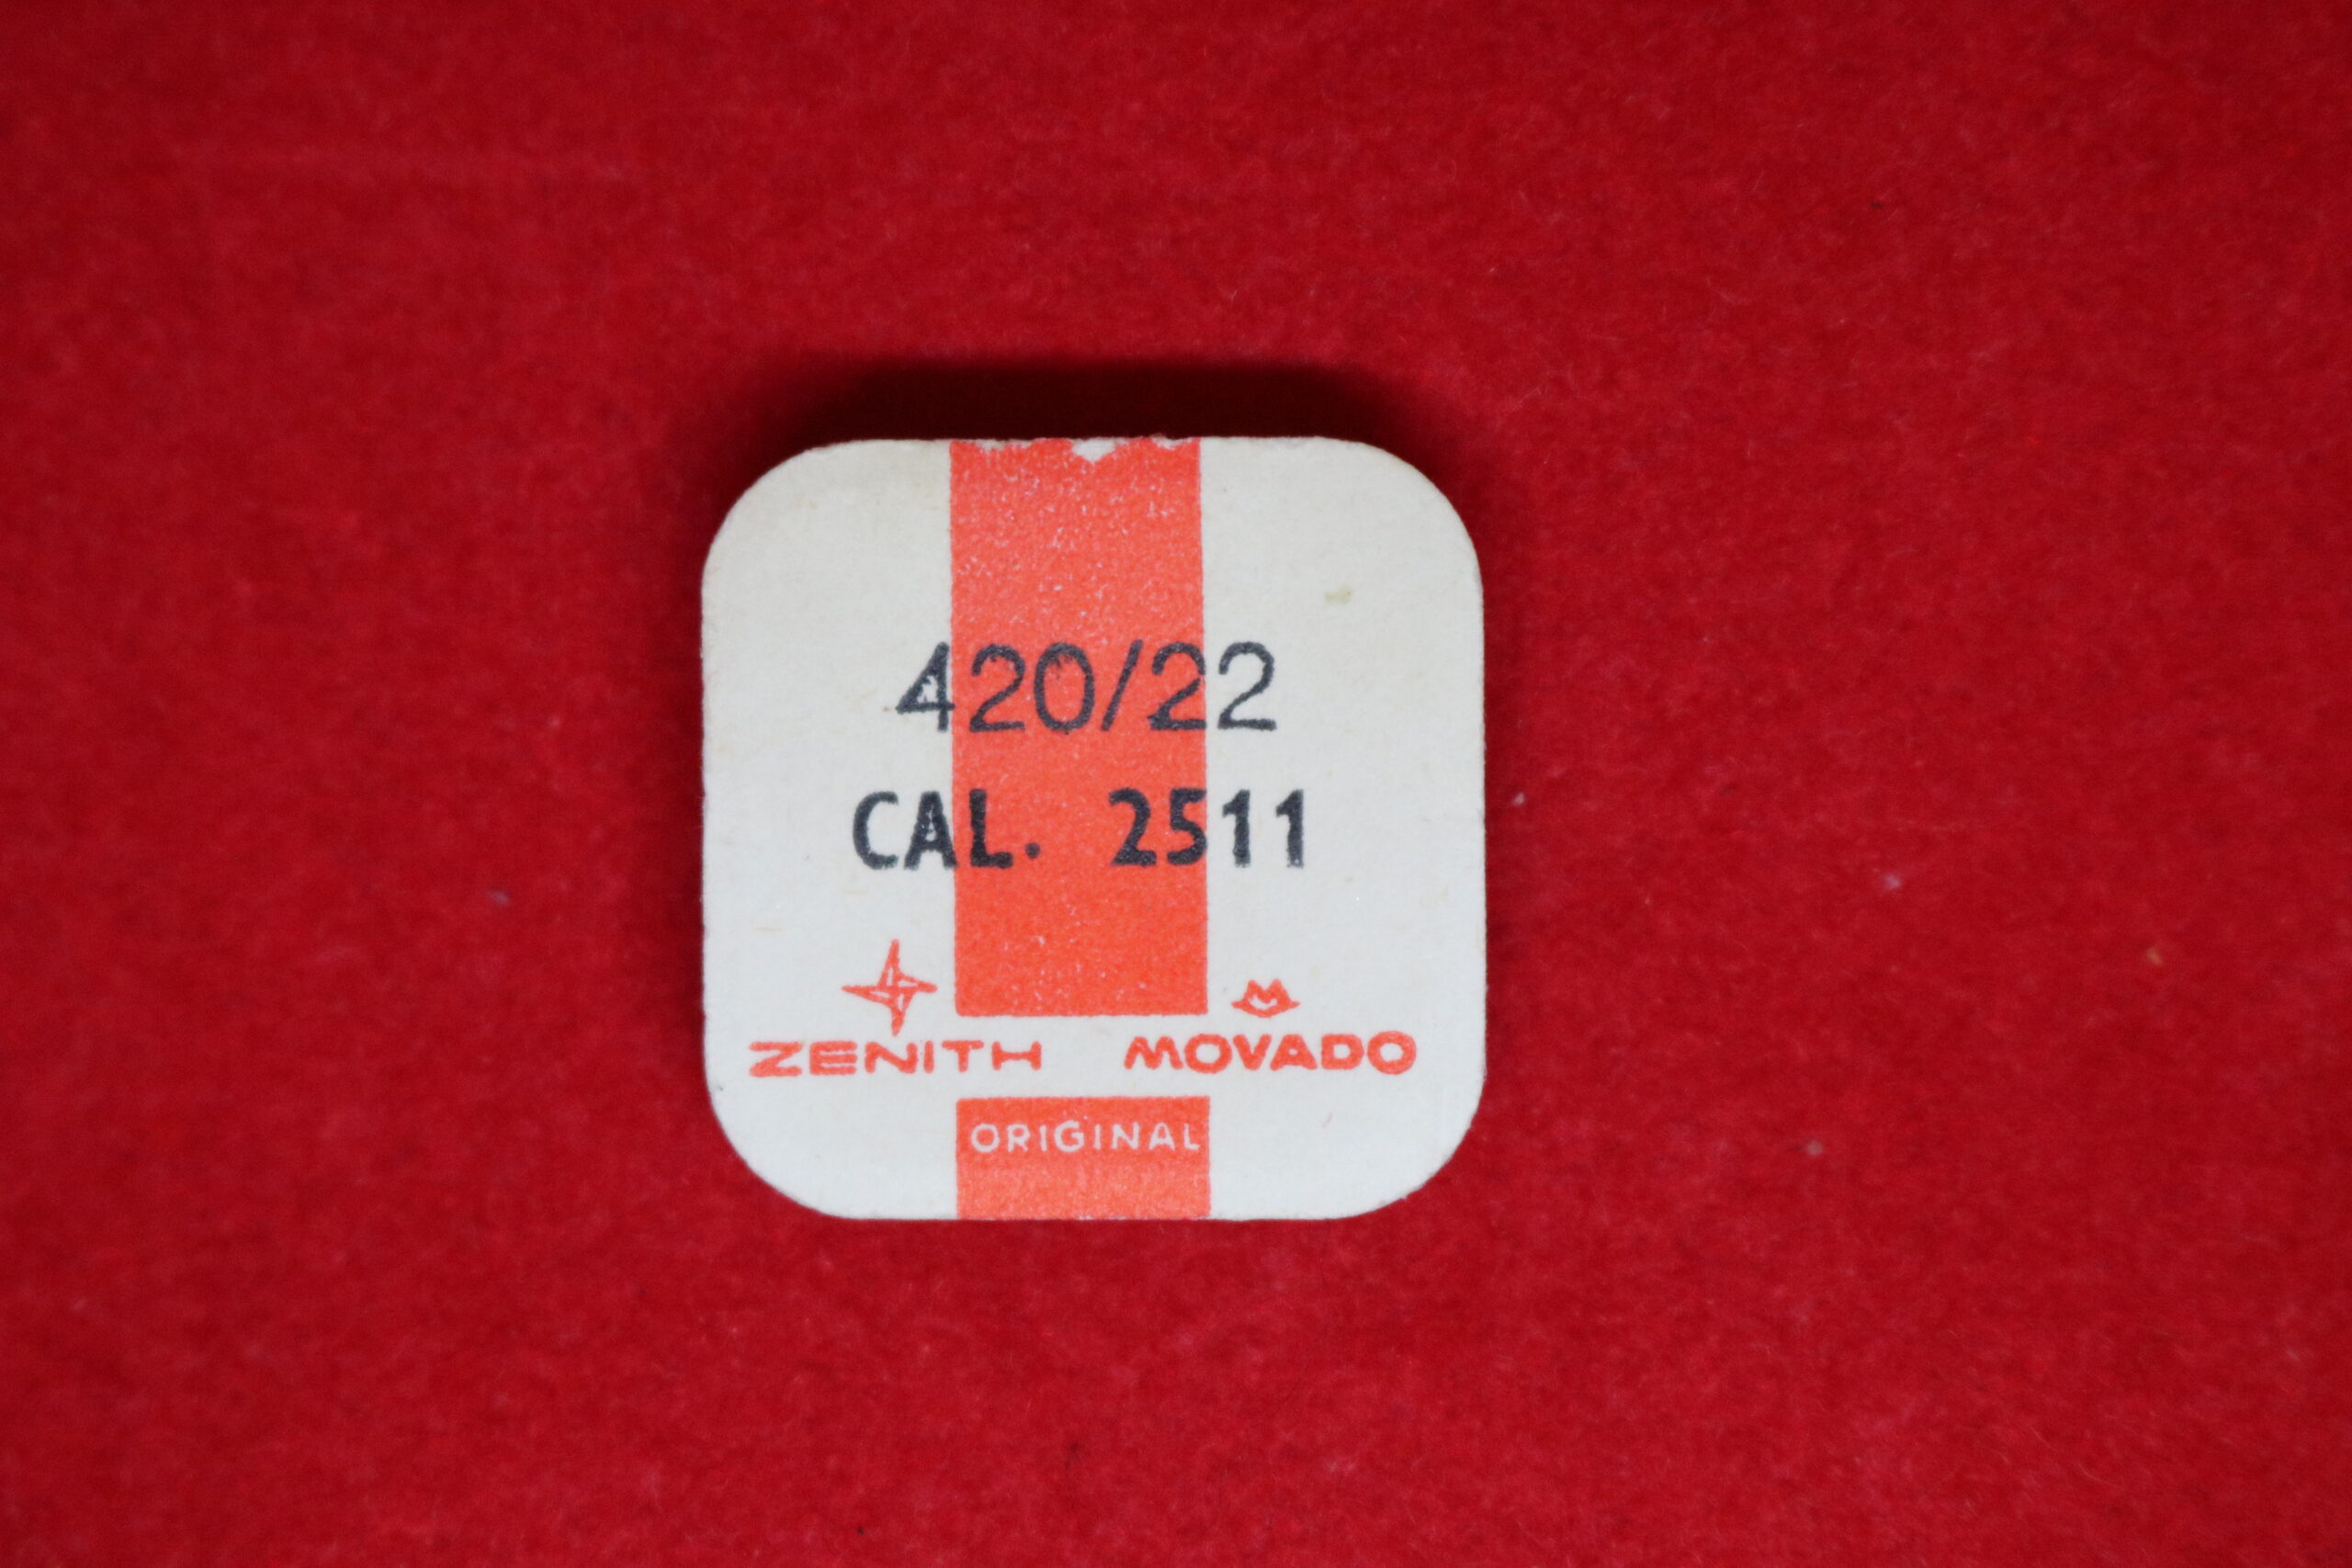 420/22
CAL. 2511
ZENITH MOVADO
ORIGINAL